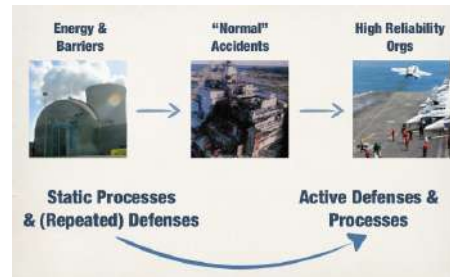 Energy &
Barriers
“Normal”
Accidents
High Reliability
Orgs
Static Processes
& (Repeated) Defenses
Active Defenses &
Processes